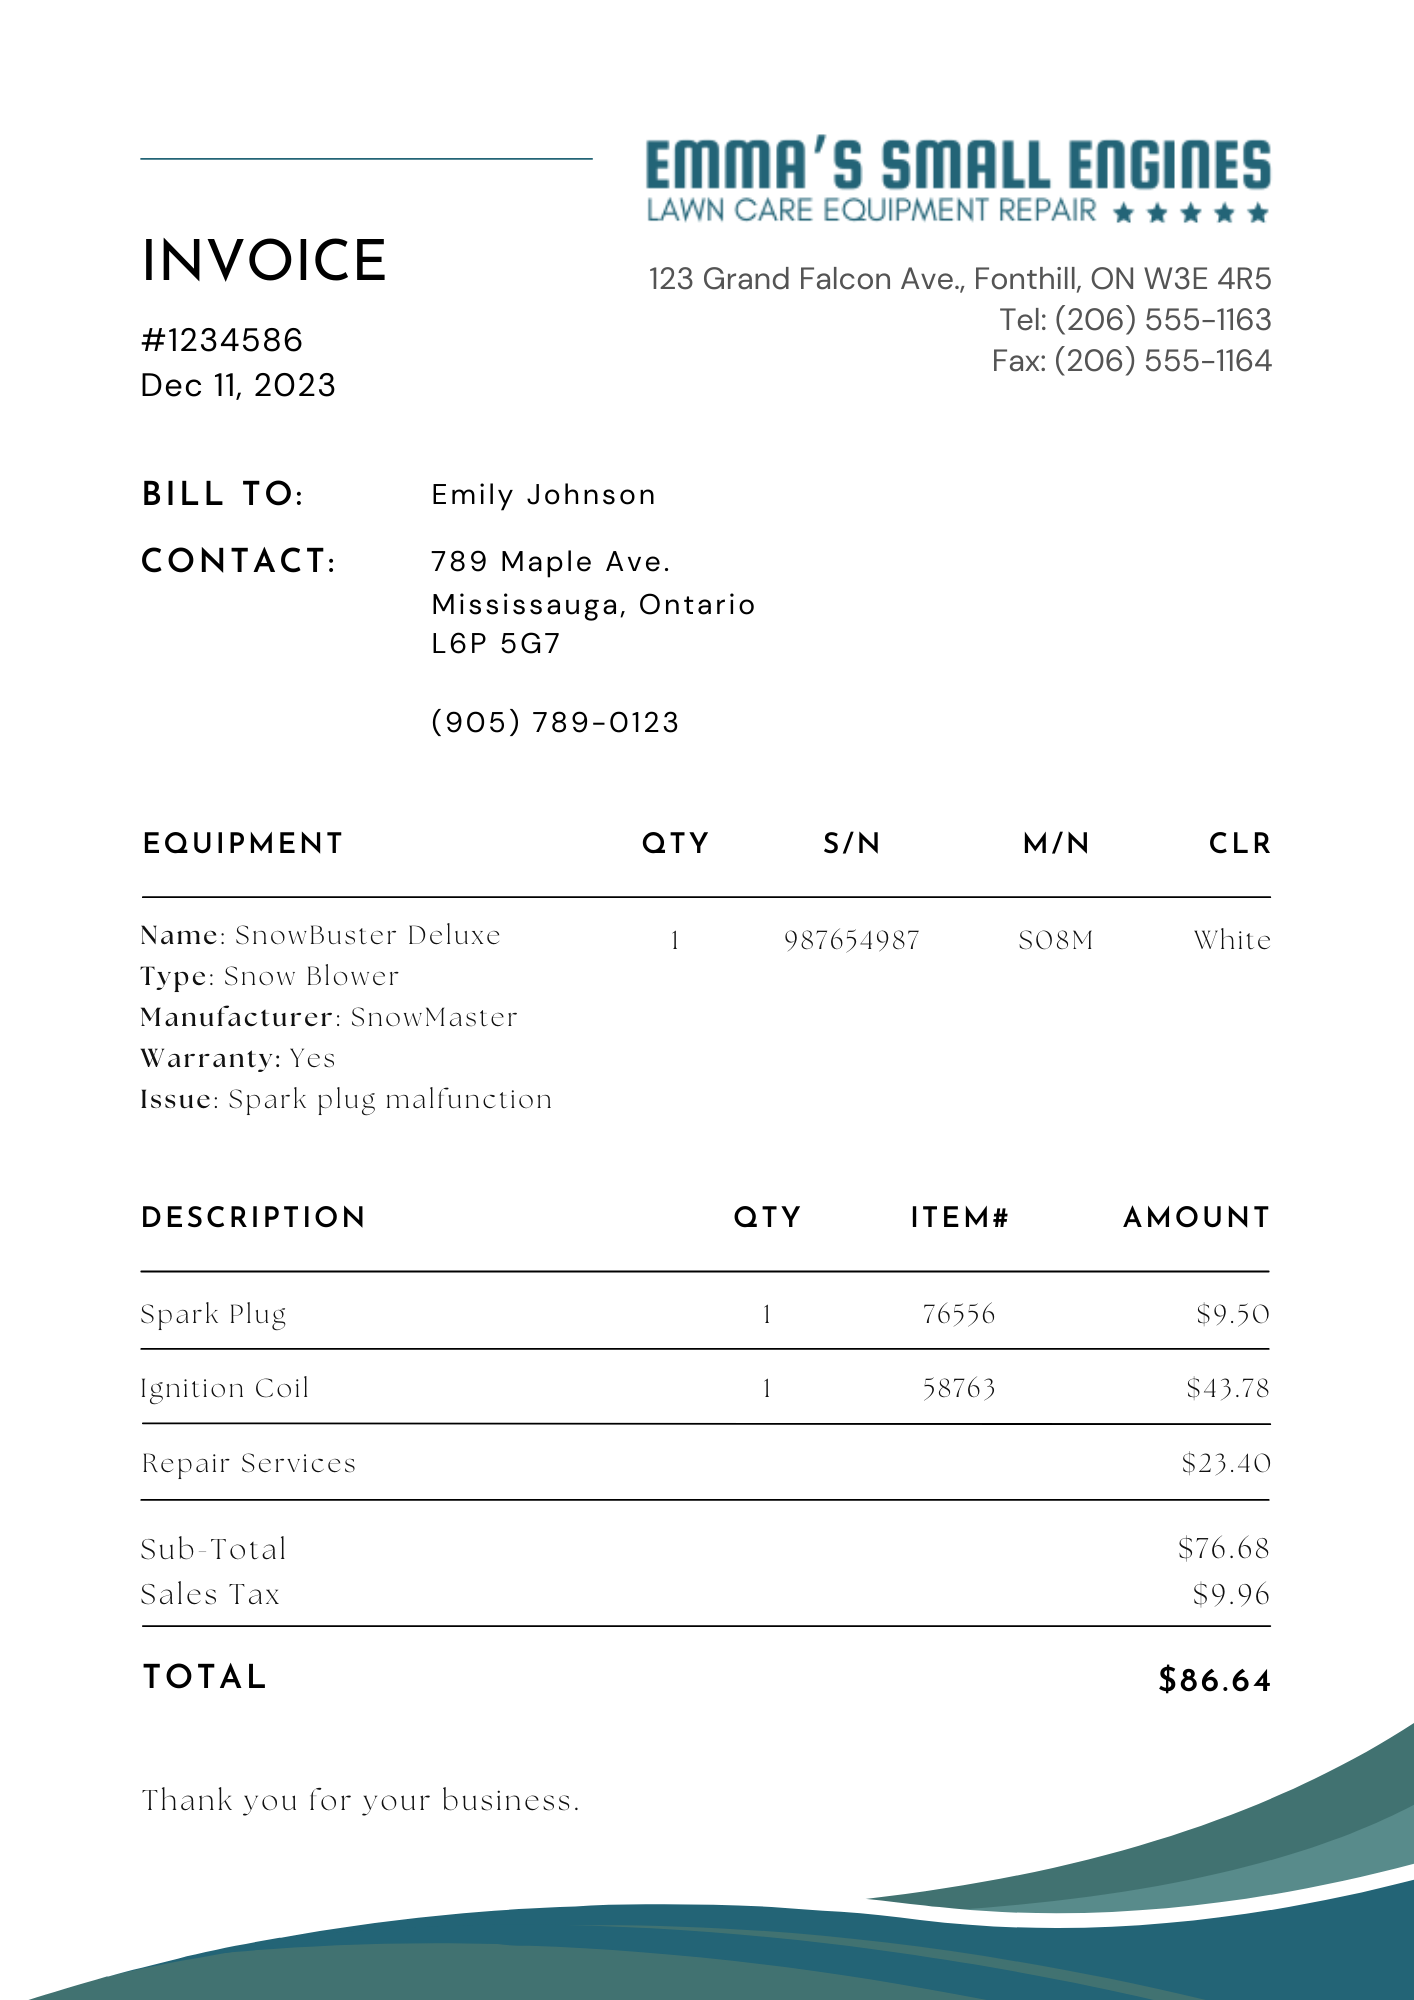 EMMA'S SMALL ENGINES
LAWN CARE EQUIPMENT REPAIR ★★★★★
123 Grand Falcon Ave., Fonthill, ON W3E 4R5
Tel: (206) 555-1163
Fax: (206) 555-1164
INVOICE
#1234586
Dec 11, 2023
BILL TO: Emily Johnson
CONTACT: 789 Maple Ave.
Mississauga, Ontario
L6P 5G7
(905) 789-0123
EQUIPMENT QTY S/N M/N CLR
Name: SnowBuster Deluxe 1 987654987 SO8M White
Type: Snow Blower
Manufacturer: SnowMaster
Warranty: Yes
Issue: Spark plug malfunction
DESCRIPTION QTY ITEM# AMOUNT
Spark Plug 1 76556 $9.50
Ignition Coil 1 58763 $43.78
Repair Services $23.40
Sub-Total $76.68
Sales Tax $9.96
TOTAL $86.64
Thank you for your business.